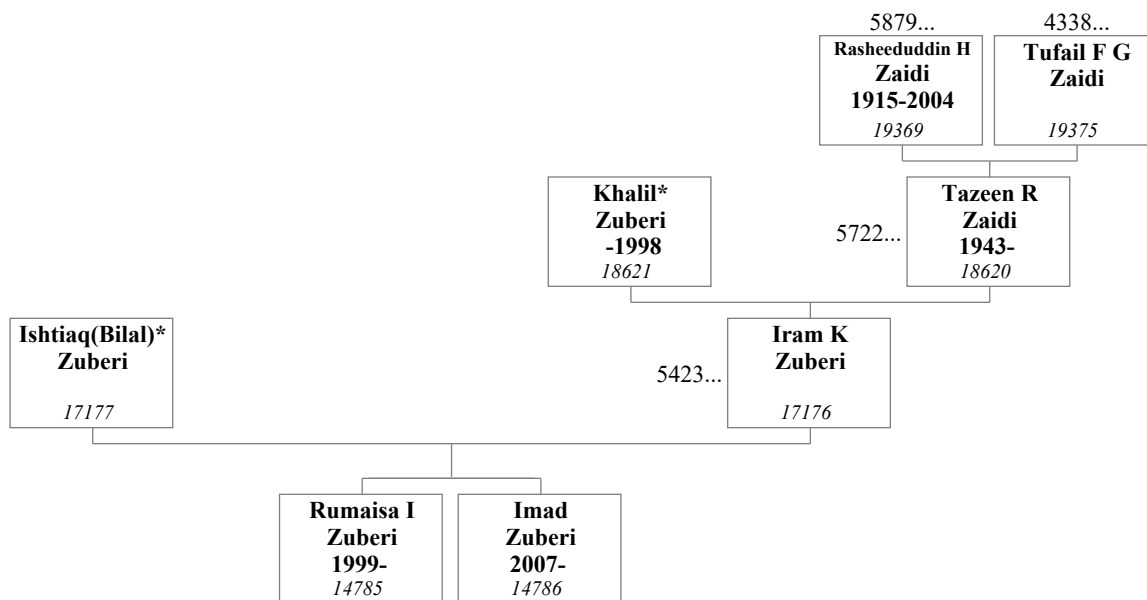 5879...
4338...
Rasheeduddin H
Zaidi
1915-2004
19369
Tufail F G
Zaidi
19375
Khalil*
Zuberi
-1998
18621
5722...
Tazeen R
Zaidi
1943-
18620
Ishtiaq(Bilal)*
Zuberi
17177
5423...
Iram K
Zuberi
17176
Rumaisa I
Zuberi
1999-
14785
Imad
Zuberi
2007-
14786